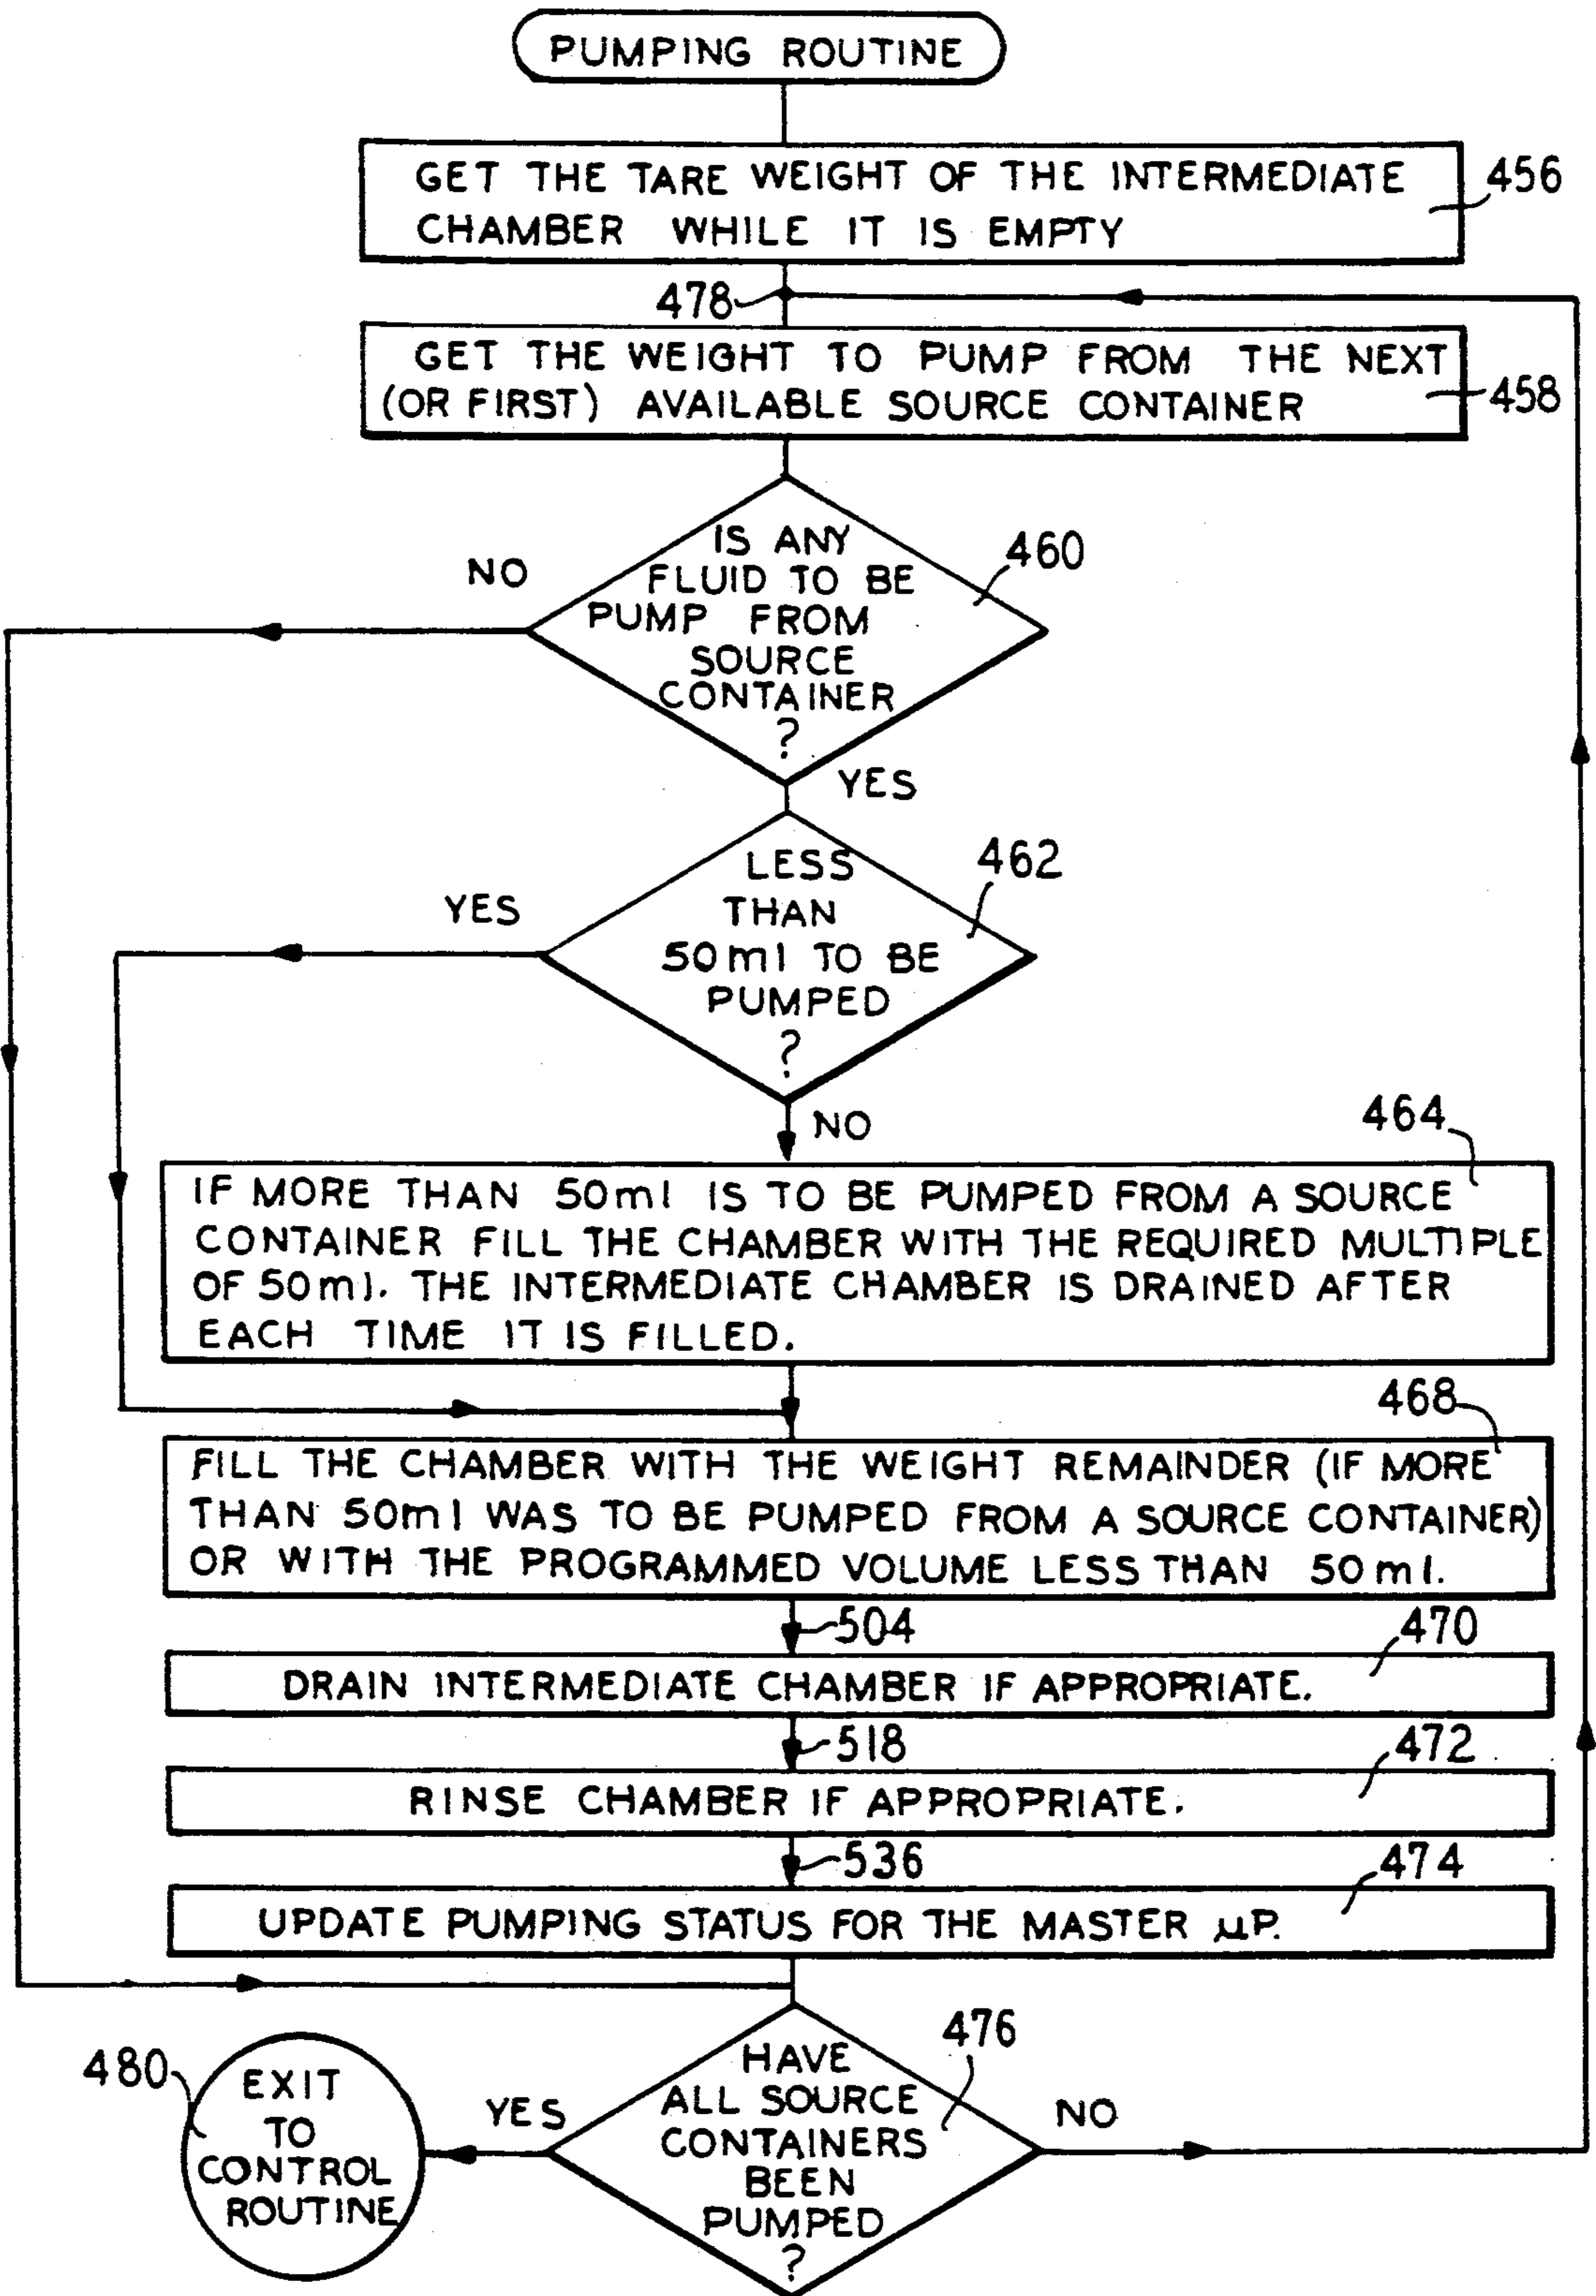 PUMPING ROUTINE
GET THE TARE WEIGHT OF THE INTERMEDIATE
CHAMBER WHILE IT IS EMPTY
456
478
GET THE WEIGHT TO PUMP FROM THE NEXT
(OR FIRST) AVAILABLE SOURCE CONTAINER
458
IS ANY
FLUID TO BE
PUMP FROM
SOURCE
CONTAINER
?
460
NO
YES
LESS
THAN
50ml TO BE
PUMPED
?
462
YES
NO
464
IF MORE THAN 50ml IS TO BE PUMPED FROM A SOURCE
CONTAINER FILL THE CHAMBER WITH THE REQUIRED MULTIPLE
OF 50ml. THE INTERMEDIATE CHAMBER IS DRAINED AFTER
EACH TIME IT IS FILLED.
468
FILL THE CHAMBER WITH THE WEIGHT REMAINDER (IF MORE
THAN 50ml WAS TO BE PUMPED FROM A SOURCE CONTAINER)
OR WITH THE PROGRAMMED VOLUME LESS THAN 50ml.
504
470
DRAIN INTERMEDIATE CHAMBER IF APPROPRIATE.
518
472
RINSE CHAMBER IF APPROPRIATE.
536
474
UPDATE PUMPING STATUS FOR THE MASTER µP.
HAVE
ALL SOURCE
CONTAINERS
BEEN
PUMPED
?
476
YES
NO
480
EXIT
TO
CONTROL
ROUTINE